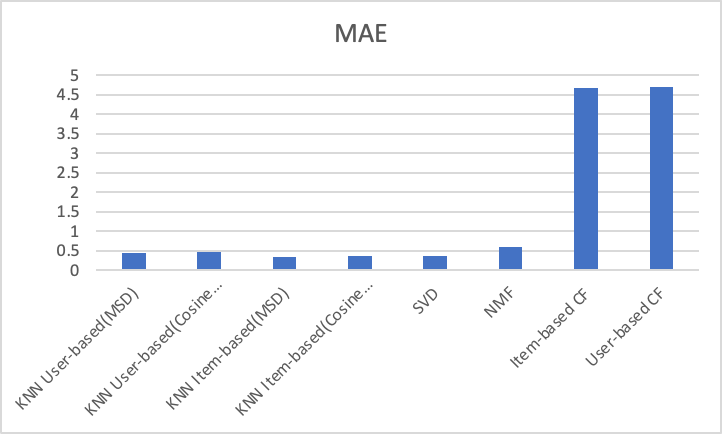 MAE
5
4.5
4
3.5
3
2.5
2
1.5
1
0.5
0
KNN User-based(MSD)
KNN User-based(Cosine...
KNN Item-based(MSD)
KNN Item-based(Cosine...
SVD
NMF
Item-based CF
User-based CF